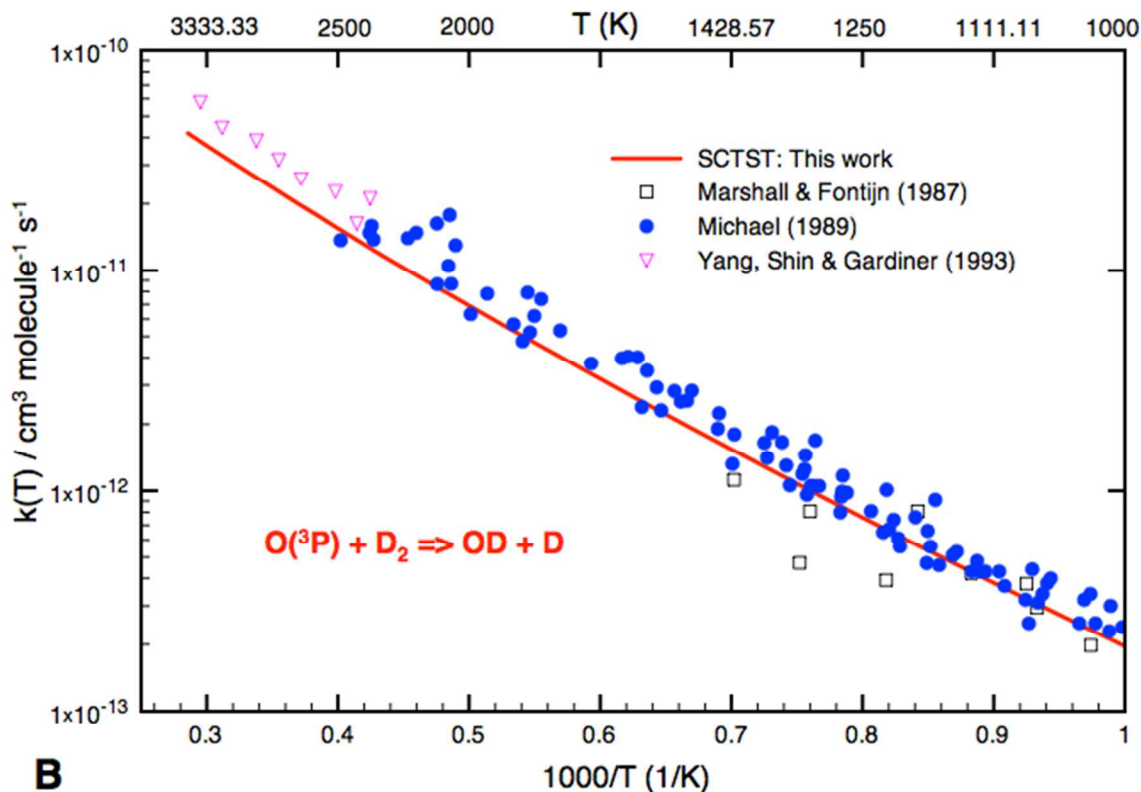 3333.33 2500 2000 T (K) 1428.57 1250 1111.11 1000
1x10⁻¹⁰
SCTST: This work
Marshall & Fontijn (1987)
Michael (1989)
Yang, Shin & Gardiner (1993)
1x10⁻¹¹
k(T) / cm³ molecule⁻¹ s⁻¹
1x10⁻¹²
O(³P) + D₂ => OD + D
1x10⁻¹³
0.3 0.4 0.5 0.6 0.7 0.8 0.9 1
B 1000/T (1/K)